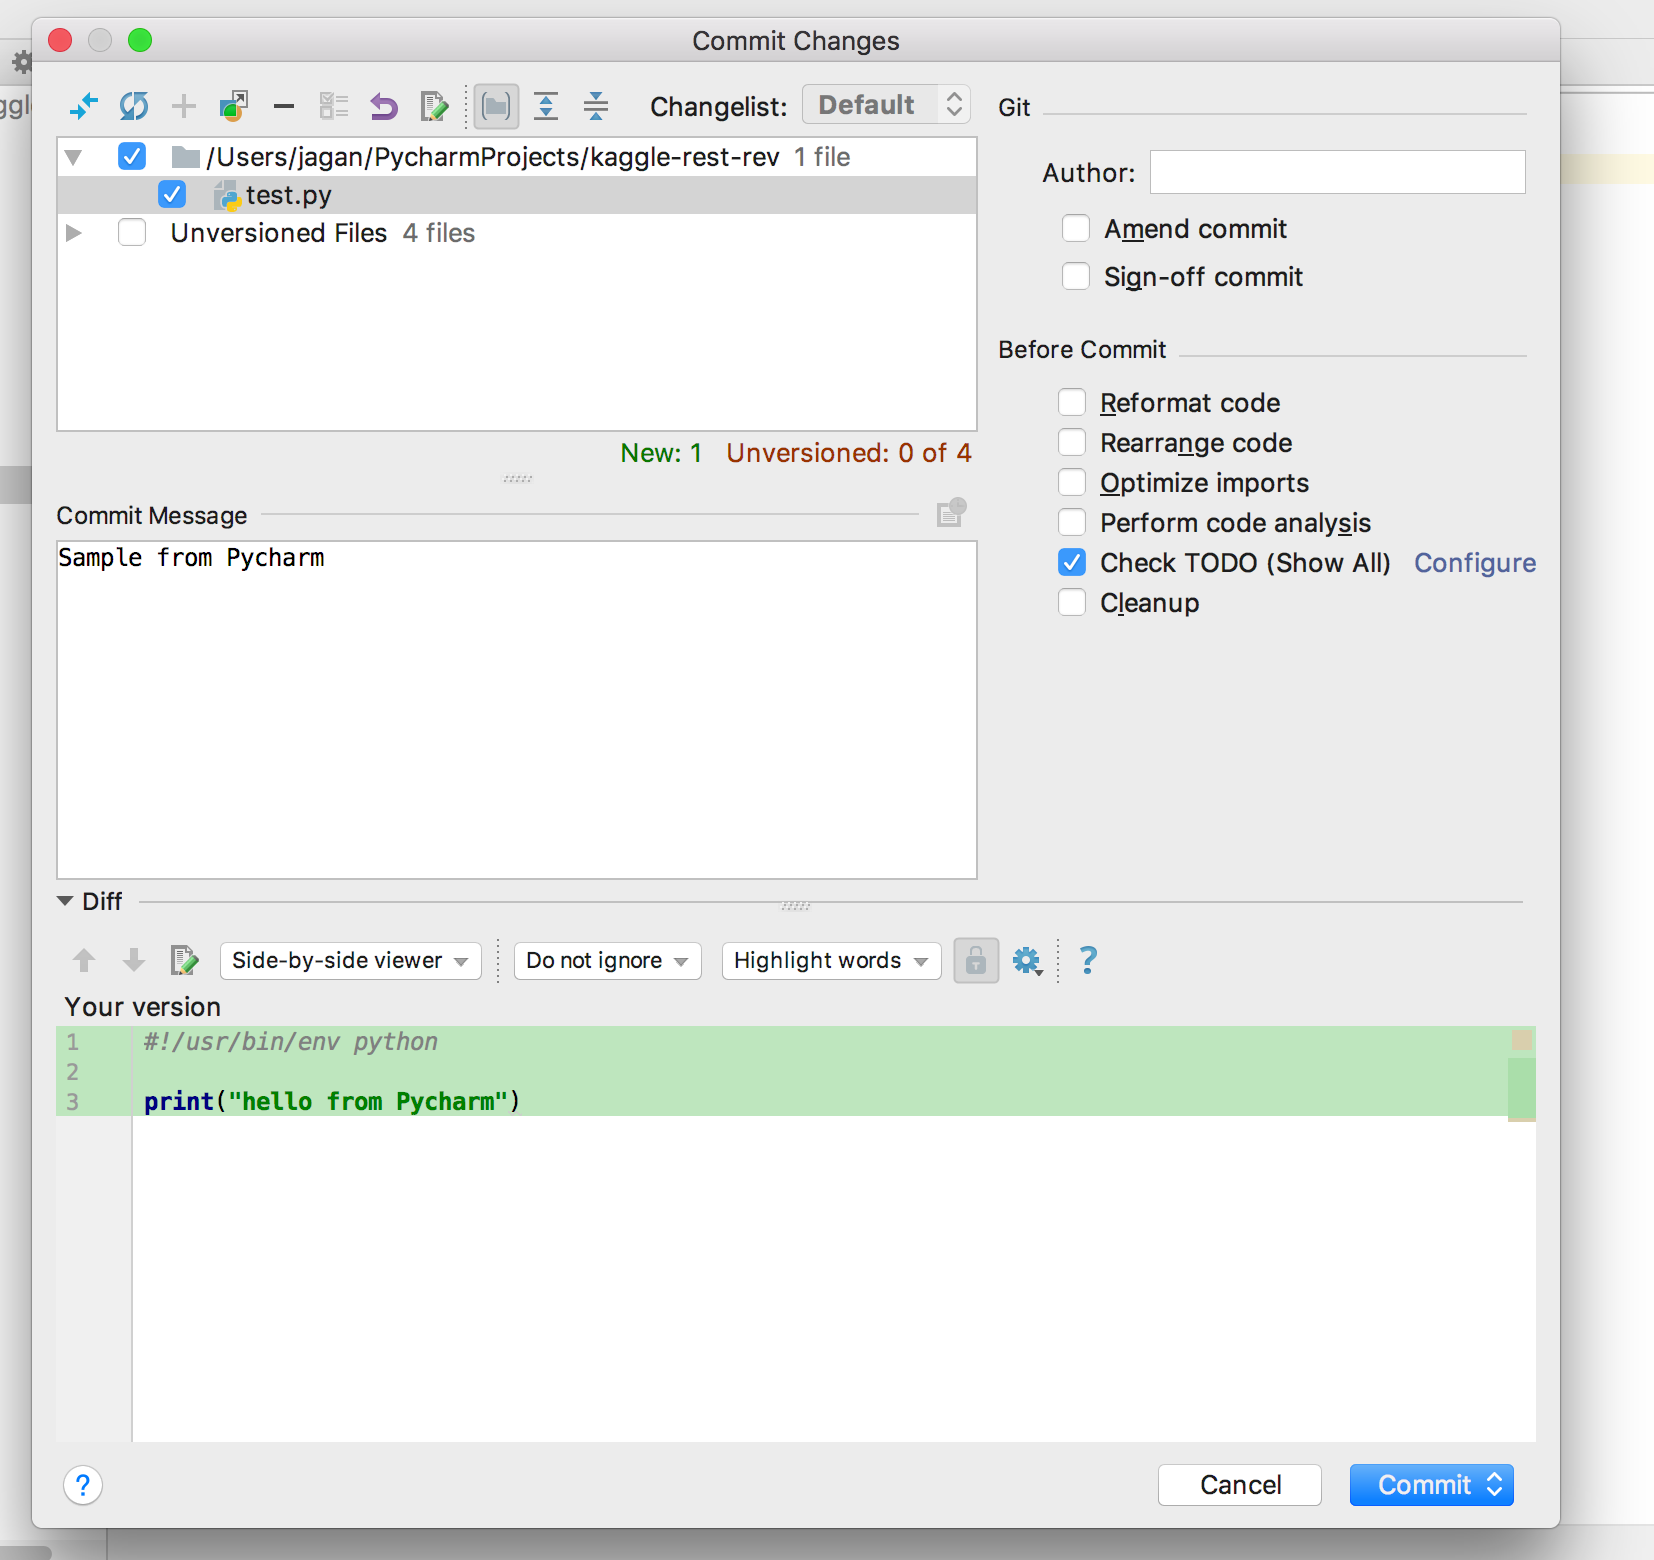 Commit Changes
Changelist: Default
Git
ggl
/Users/jagan/PycharmProjects/kaggle-rest-rev 1 file
test.py
Unversioned Files 4 files
Author:
Amend commit
Sign-off commit
Before Commit
Reformat code
Rearrange code
Optimize imports
Perform code analysis
Check TODO (Show All) Configure
Cleanup
New: 1 Unversioned: 0 of 4
Commit Message
Sample from Pycharm
Diff
Side-by-side viewer
Do not ignore
Highlight words
?
Your version
1 #!/usr/bin/env python
2
3 print("hello from Pycharm")
?
Cancel
Commit